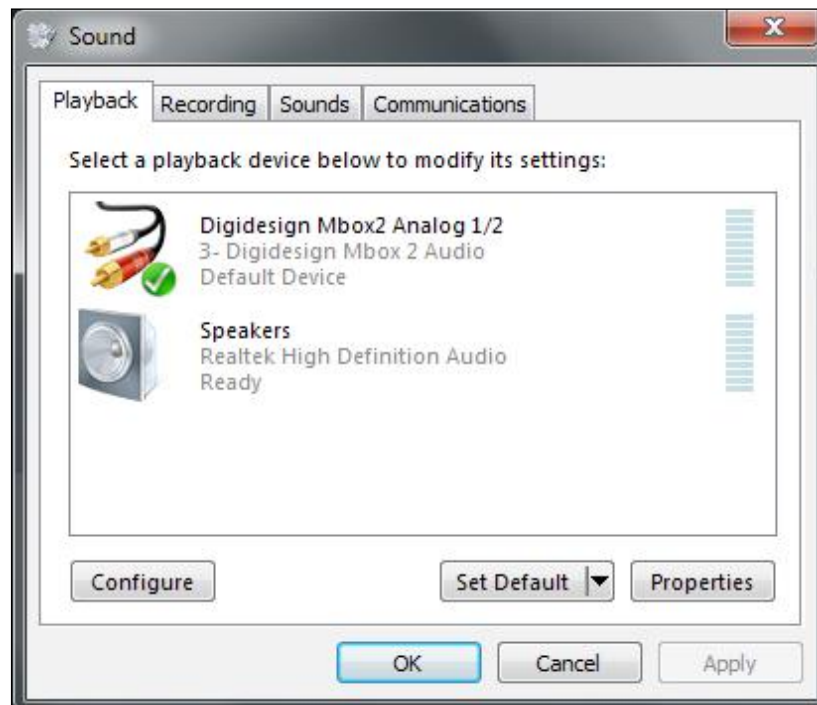 Sound
Playback Recording Sounds Communications
Select a playback device below to modify its settings:
Digidesign Mbox2 Analog 1/2
3- Digidesign Mbox 2 Audio
Default Device
Speakers
Realtek High Definition Audio
Ready
Configure Set Default Properties
OK Cancel Apply